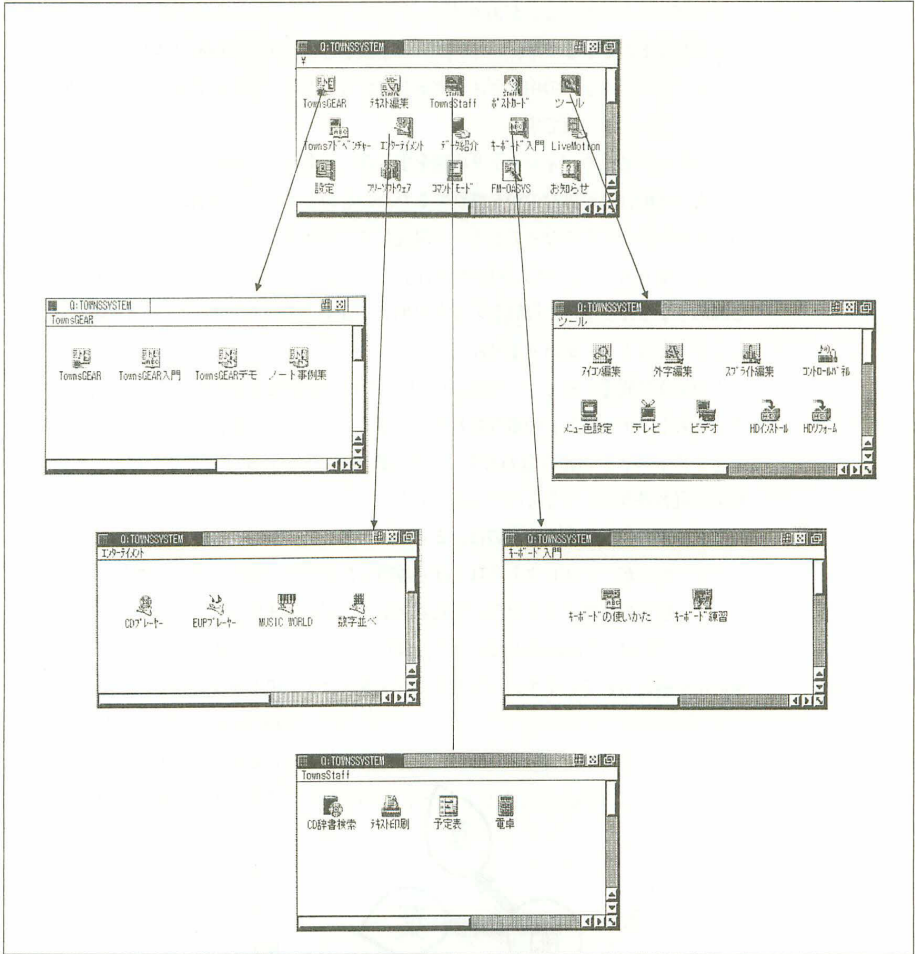 Q:TOWNSSYSTEM
¥
TownsGEAR テキスト編集 TownsStaff ポストカード ツール
Townsアドベンチャー エンターテイメント データ紹介 キーボード入門 LiveMotion
設定 フリーソフトウェア コマンドモード FM-OASYS お知らせ
Q:TOWNSSYSTEM
TownsGEAR
TownsGEAR TownsGEAR入門 TownsGEARデモ ノート事例集
Q:TOWNSSYSTEM
ツール
アイコン編集 外字編集 スプライト編集 コントロールパネル
メニュー色設定 テレビ ビデオ HDインストール HDリフォーム
Q:TOWNSSYSTEM
エンターテイメント
CDプレーヤー EUPプレーヤー MUSIC WORLD 数字並べ
Q:TOWNSSYSTEM
キーボード入門
キーボードの使いかた キーボード練習
Q:TOWNSSYSTEM
TownsStaff
CD辞書検索 テキスト印刷 予定表 電卓